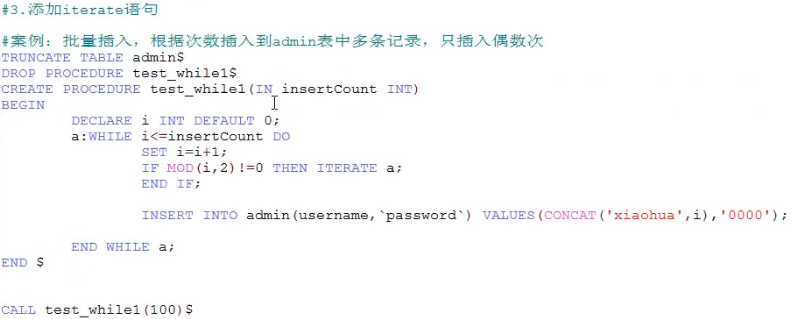 #3.添加iterate语句
#案例：批量插入，根据次数插入到admin表中多条记录，只插入偶数次
TRUNCATE TABLE admin$
DROP PROCEDURE test_while1$
CREATE PROCEDURE test_while1(IN insertCount INT)
BEGIN
DECLARE i INT DEFAULT 0;
a:WHILE i<=insertCount DO
SET i=i+1;
IF MOD(i,2)!=0 THEN ITERATE a;
END IF;
INSERT INTO admin(username,`password`) VALUES(CONCAT('xiaohua',i),'0000');
END WHILE a;
END $
CALL test_while1(100)$